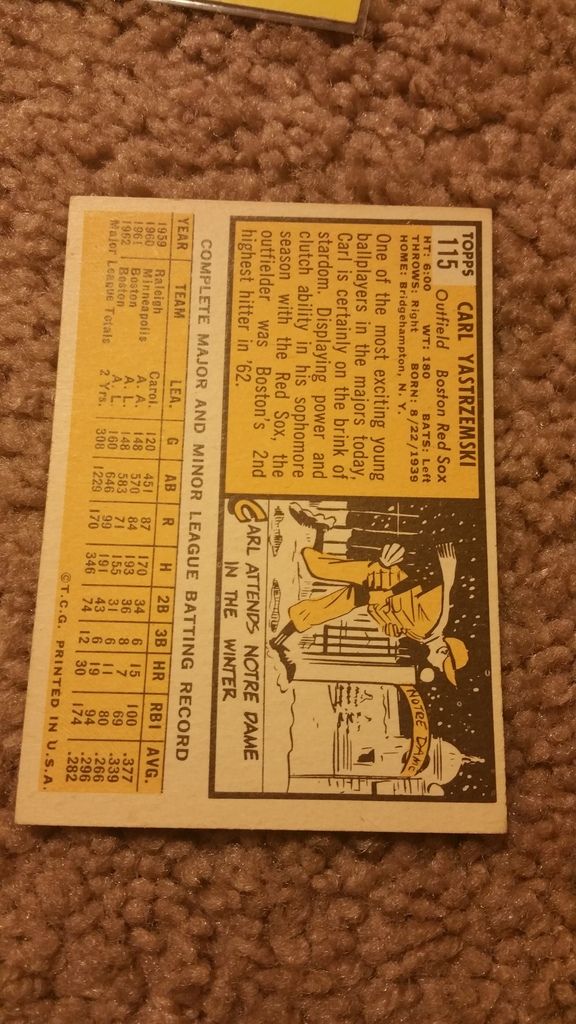 TOPPS
115
CARL YASTRZEMSKI
Outfield Boston Red Sox
HT: 6:00 WT: 180 BATS: Left
THROWS: Right BORN: 8/22/1939
HOME: Bridgehampton, N. Y.
One of the most exciting young
ballplayers in the majors today,
Carl is certainly on the brink of
stardom. Displaying power and
clutch ability in his sophomore
season with the Red Sox, the
outfielder was Boston's 2nd
highest hitter in '62.
NOTRE DAME
CARL ATTENDS NOTRE DAME
IN THE WINTER.
COMPLETE MAJOR AND MINOR LEAGUE BATTING RECORD
YEAR TEAM LEA. G AB R H 2B 3B HR RBI AVG.
1959 Raleigh Carol. 120 451 87 170 34 6 15 100 .377
1960 Minneapolis A. A. 148 570 84 193 36 8 7 69 .339
1961 Boston A. L. 148 583 71 155 31 6 11 80 .266
1962 Boston A. L. 160 646 99 191 43 6 19 94 .296
Major League Totals 2 Yrs. 308 1229 170 346 74 12 30 174 .282
©T.C.G. PRINTED IN U.S.A.